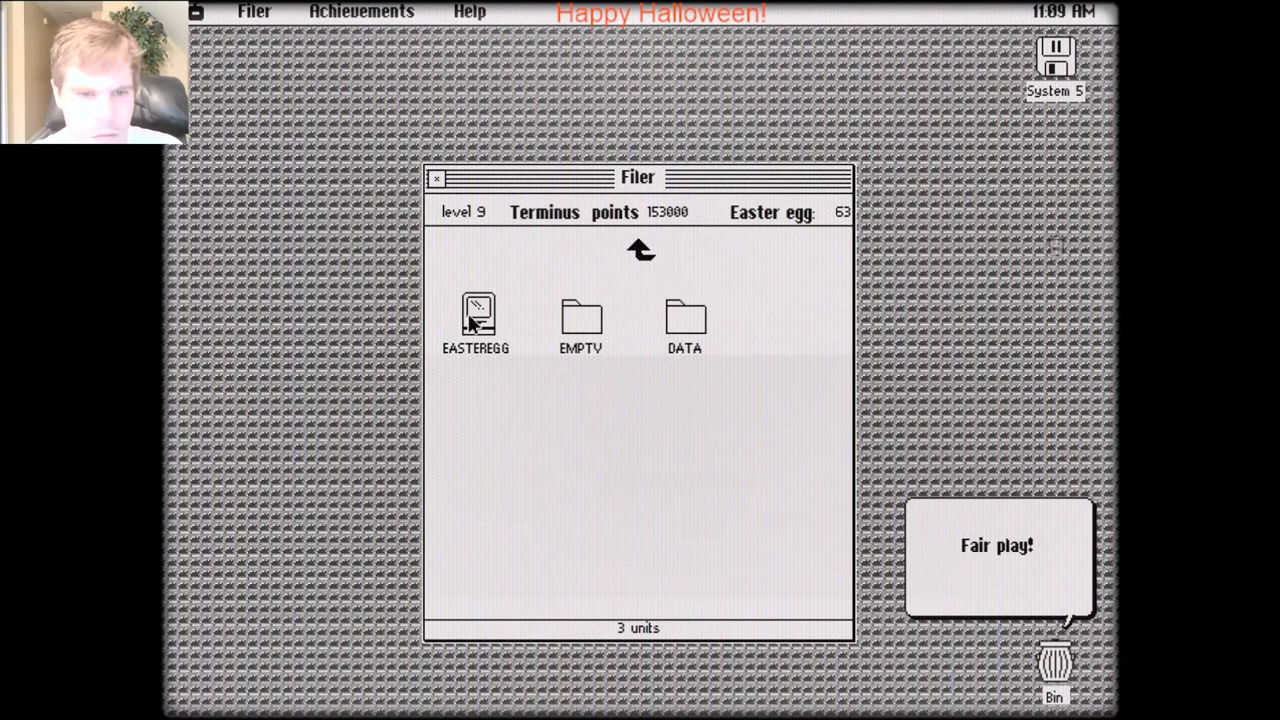 Filer Achievements Help Happy Halloween! 11:09 AM
System 5
Filer
level 9 Terminus points 153000 Easter egg: 63
EASTEREGG EMPTY DATA
Fair play!
3 units
Bin